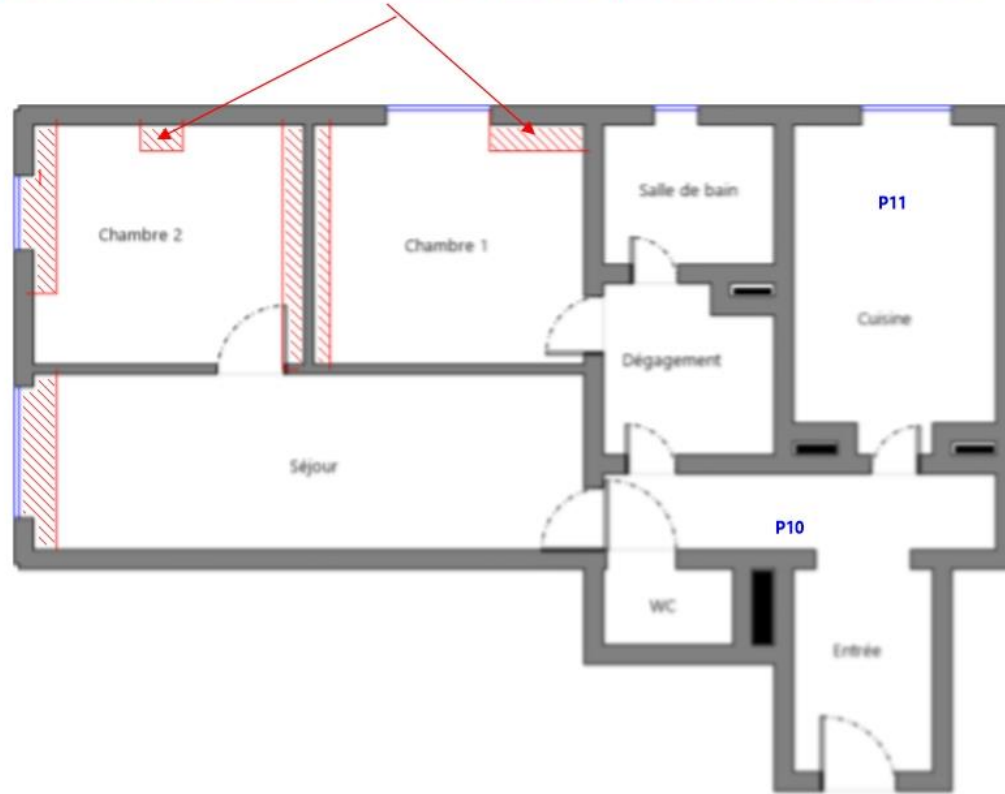 Salle de bain
P11
Chambre 2
Chambre 1
Cuisine
Dégagement
Séjour
P10
WC
Entrée